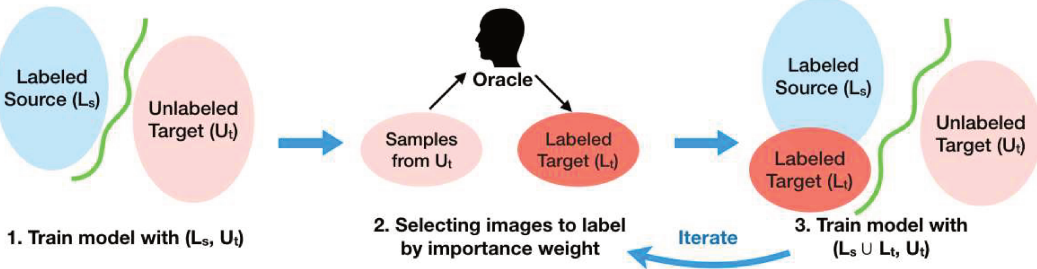 Labeled
Source (Lₛ)
Unlabeled
Target (Uₜ)
1. Train model with (Lₛ, Uₜ)
Oracle
Samples
from Uₜ
Labeled
Target (Lₜ)
2. Selecting images to label
by importance weight
Labeled
Source (Lₛ)
Labeled
Target (Lₜ)
Unlabeled
Target (Uₜ)
Iterate
3. Train model with
(Lₛ ∪ Lₜ, Uₜ)